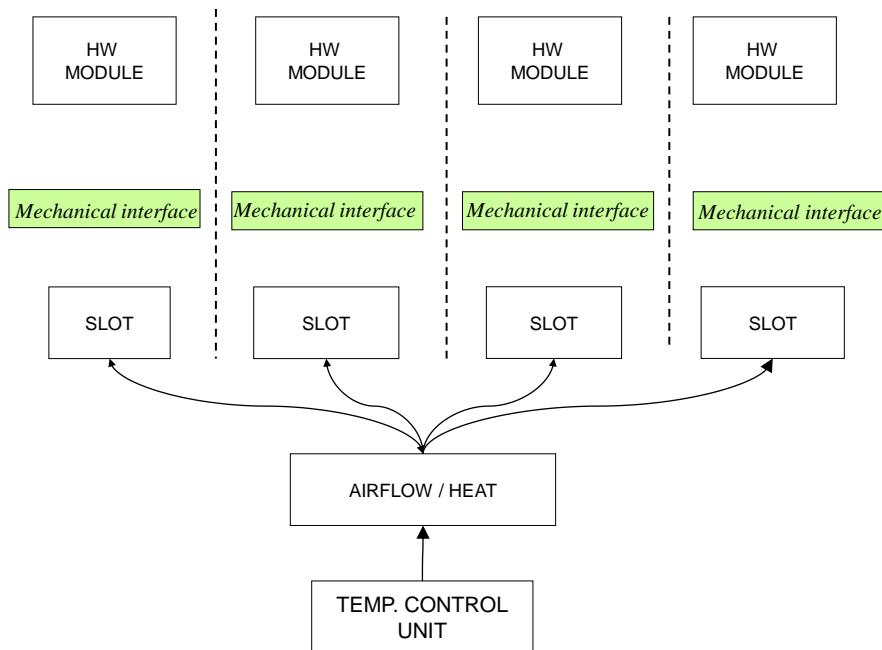 HW
MODULE
HW
MODULE
HW
MODULE
HW
MODULE
Mechanical interface
Mechanical interface
Mechanical interface
Mechanical interface
SLOT
SLOT
SLOT
SLOT
AIRFLOW / HEAT
TEMP. CONTROL
UNIT